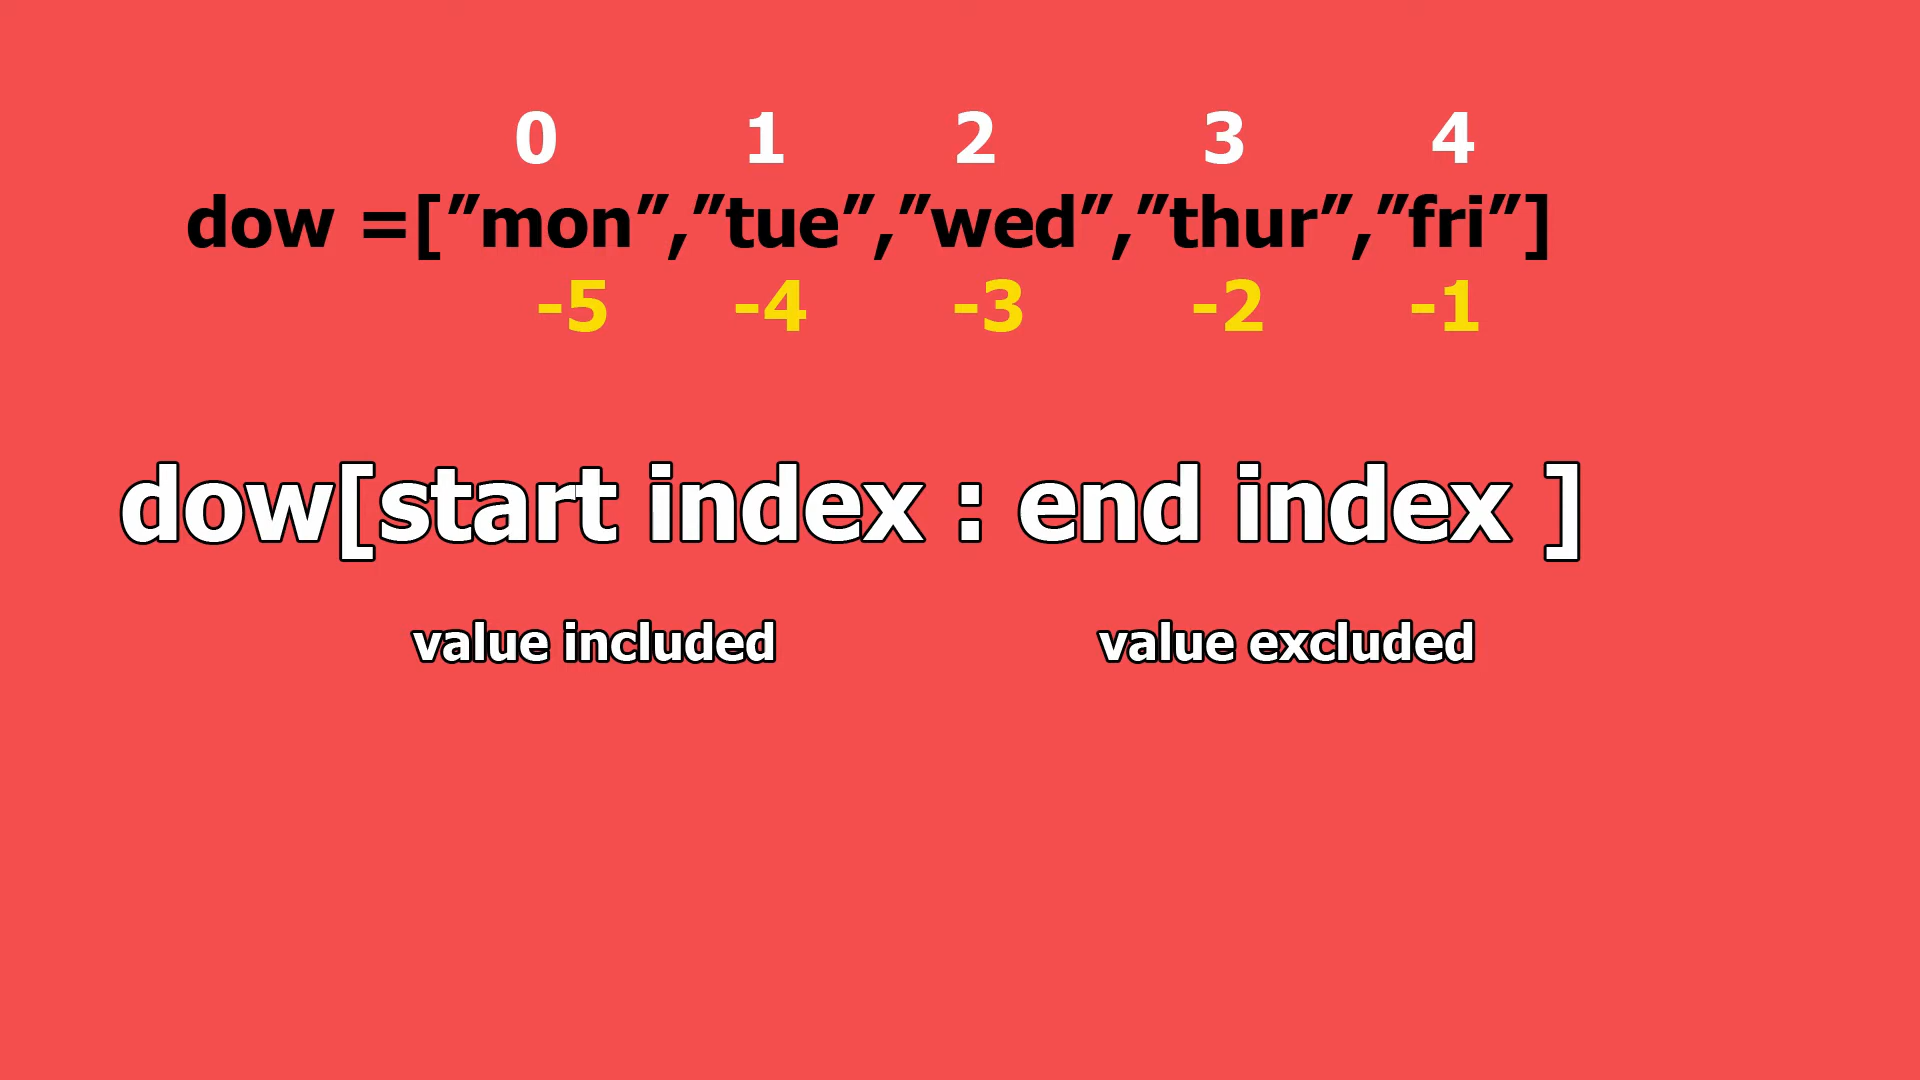 0 1 2 3 4
dow =[”mon”,”tue”,”wed”,”thur”,”fri”]
-5 -4 -3 -2 -1
dow[start index : end index ]
value included value excluded